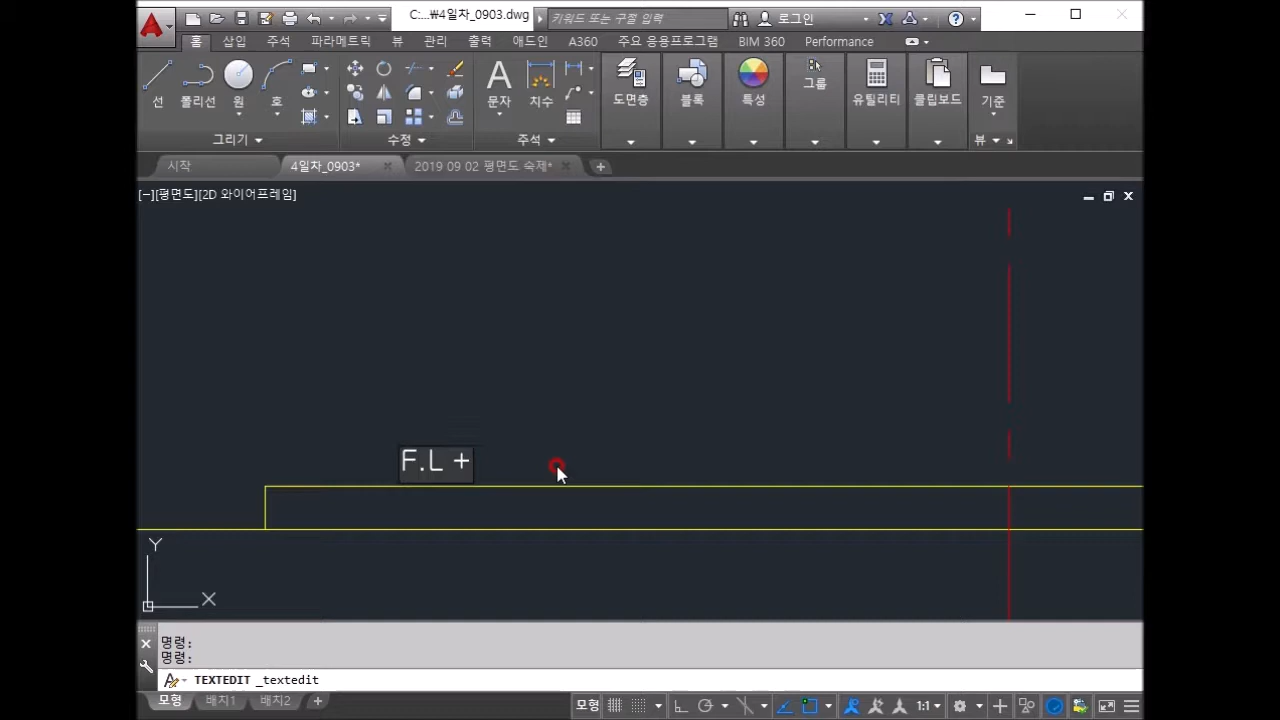 C:...₩4일차_0903.dwg
키워드 또는 구절 입력
로그인
홈 삽입 주석 파라메트릭 뷰 관리 출력 애드인 A360 주요 응용프로그램 BIM 360 Performance
선 폴리선 원 호 문자 치수 도면층 블록 특성 그룹 유틸리티 클립보드 기준
그리기 수정 주석 뷰
시작 4일차_0903* 2019 09 02 평면도 숙제*
[−][평면도][2D 와이어프레임]
F.L +
Y
X
명령:
명령:
TEXTEDIT _textedit
모형 배치1 배치2 + 모형 1:1